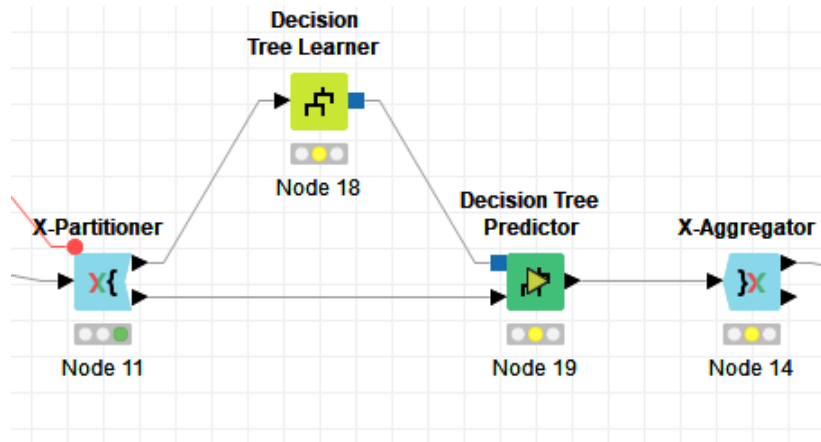 Decision
Tree Learner
Node 18
X-Partitioner
X{
Node 11
Decision Tree
Predictor
Node 19
X-Aggregator
}X
Node 14